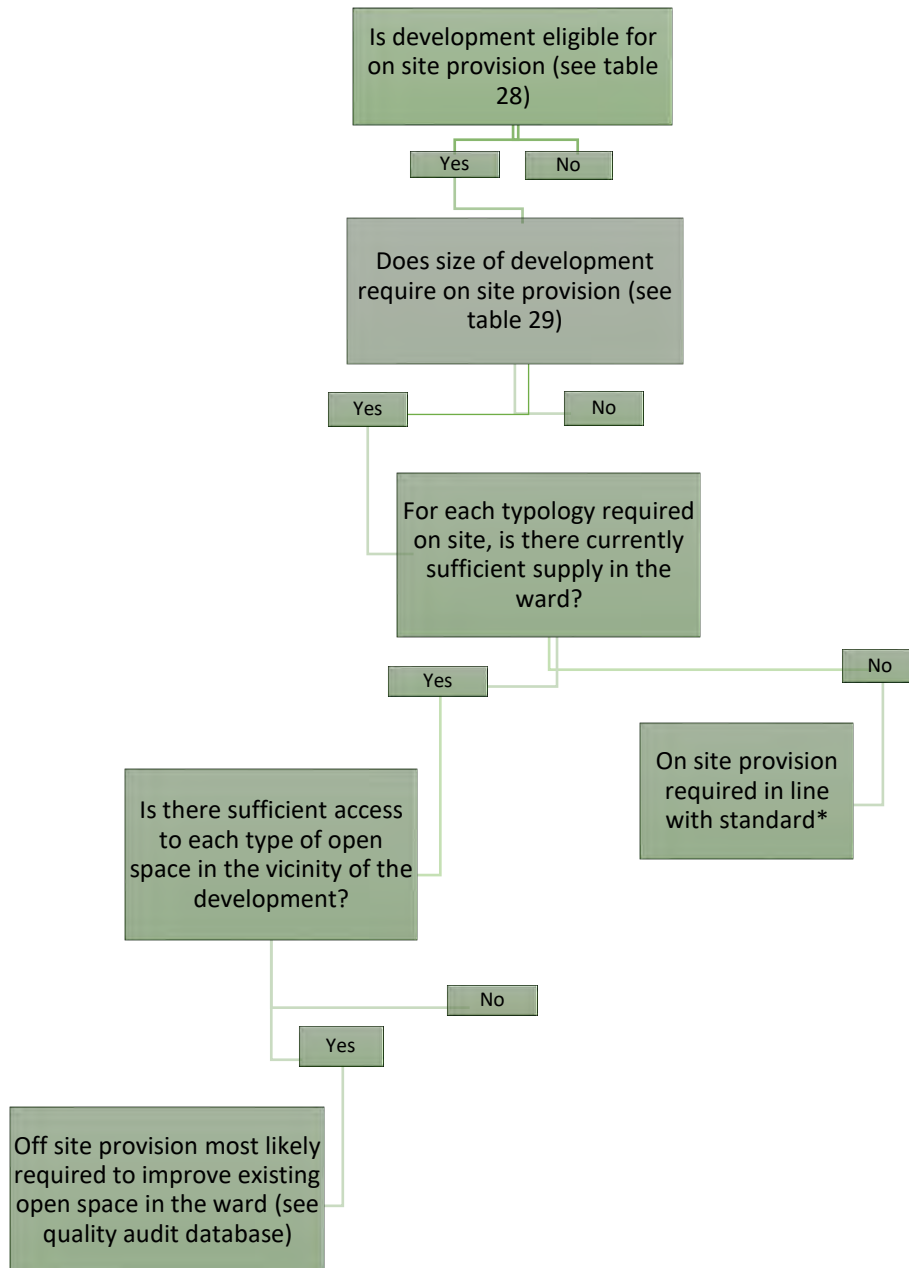 Is development eligible for
on site provision (see table
28)
Yes
No
Does size of development
require on site provision (see
table 29)
Yes
No
For each typology required
on site, is there currently
sufficient supply in the
ward?
Yes
No
On site provision
required in line
with standard*
Is there sufficient access
to each type of open
space in the vicinity of the
development?
No
Yes
Off site provision most likely
required to improve existing
open space in the ward (see
quality audit database)